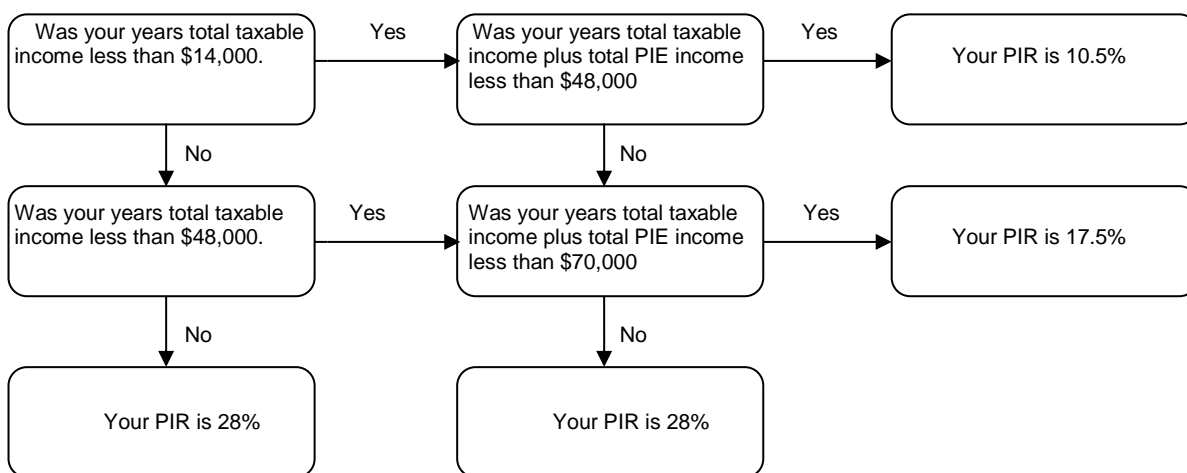 Was your years total taxable
income less than $14,000.
Yes
Was your years total taxable
income plus total PIE income
less than $48,000
Yes
Your PIR is 10.5%
No
No
Was your years total taxable
income less than $48,000.
Yes
Was your years total taxable
income plus total PIE income
less than $70,000
Yes
Your PIR is 17.5%
No
No
Your PIR is 28%
Your PIR is 28%